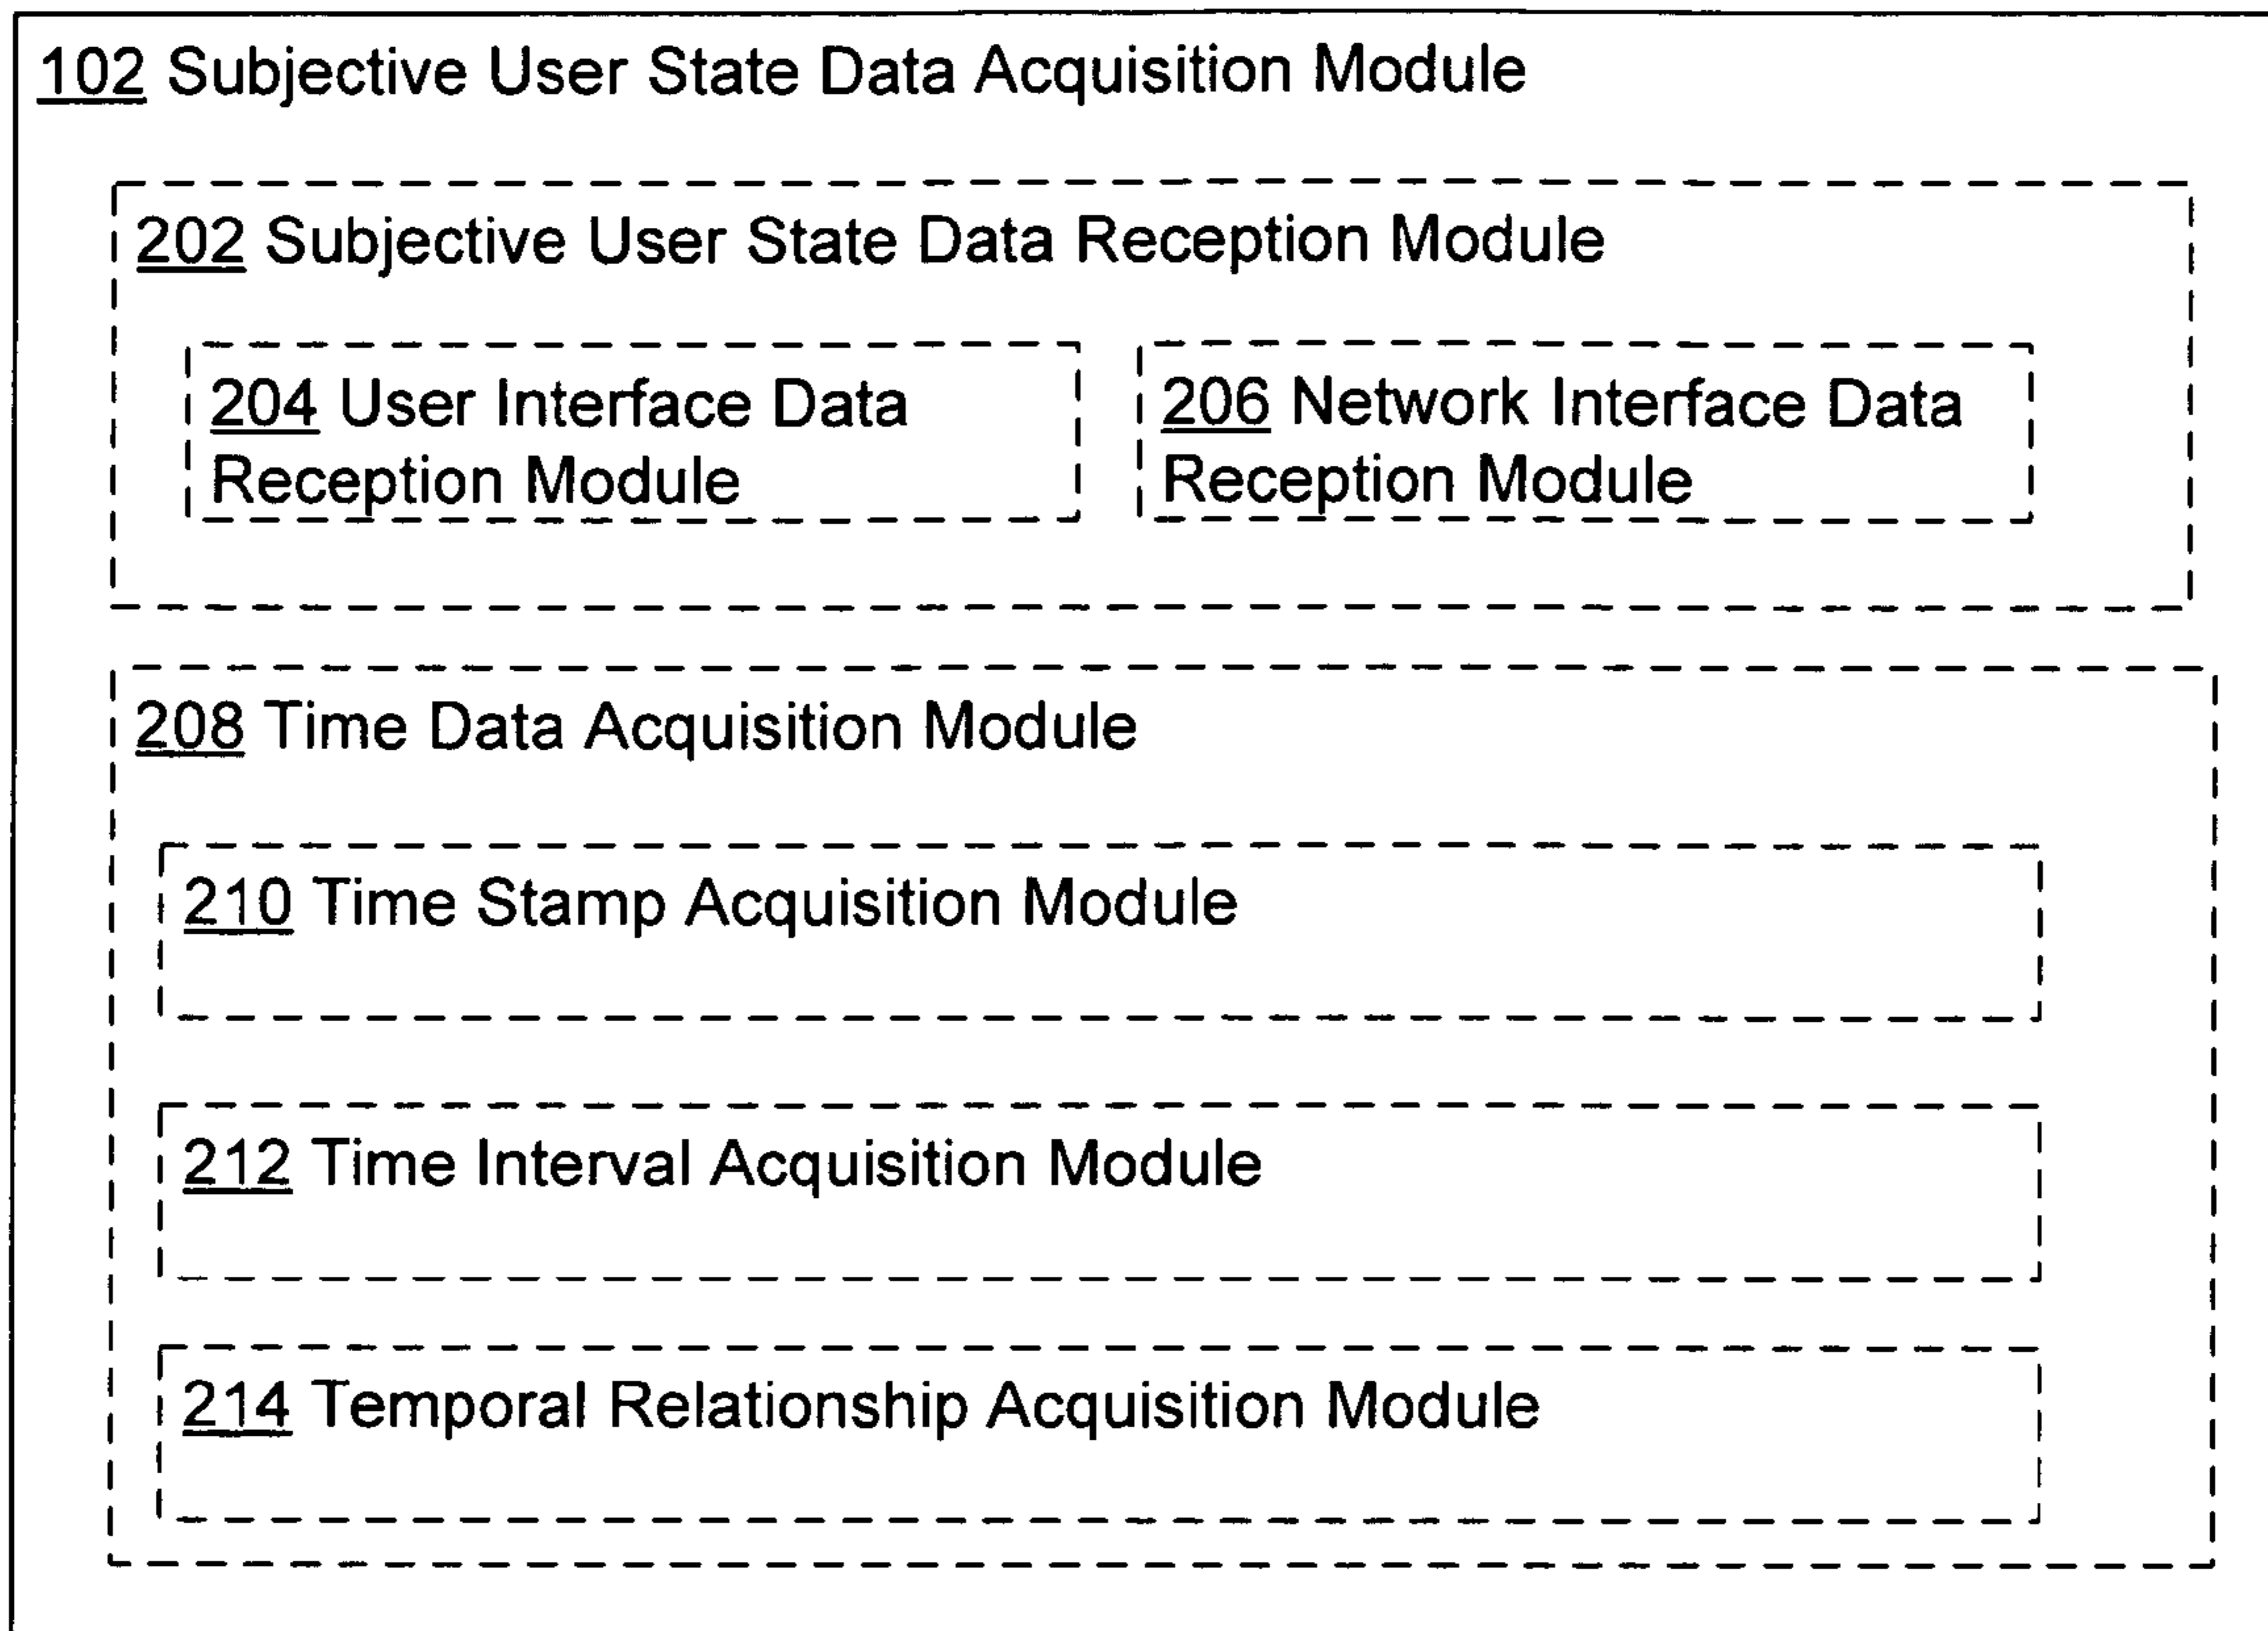 102 Subjective User State Data Acquisition Module
202 Subjective User State Data Reception Module
204 User Interface Data
Reception Module
206 Network Interface Data
Reception Module
208 Time Data Acquisition Module
210 Time Stamp Acquisition Module
212 Time Interval Acquisition Module
214 Temporal Relationship Acquisition Module